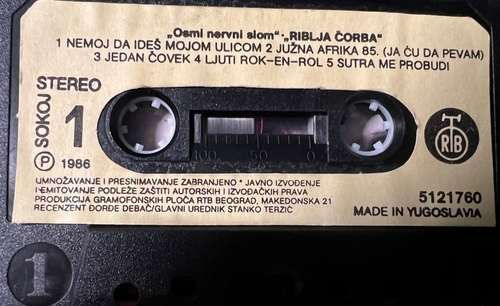 „Osmi nervni slom“-„RIBLJA ČORBA“
1 NEMOJ DA IDEŠ MOJOM ULICOM 2 JUŽNA AFRIKA 85. (JA ĆU DA PEVAM)
3 JEDAN ČOVEK 4 LJUTI ROK-EN-ROL 5 SUTRA ME PROBUDI
STEREO
SOKOJ
1
P 1986
100 50 0
RTB
UMNOŽAVANJE I PRESNIMAVANJE ZABRANJENO * JAVNO IZVOĐENJE
I EMITOVANJE PODLEŽE ZAŠTITI AUTORSKIH I IZVOĐAČKIH PRAVA
PRODUKCIJA GRAMOFONSKIH PLOČA RTB BEOGRAD, MAKEDONSKA 21
RECENZENT ĐORĐE DEBAČ/GLAVNI UREDNIK STANKO TERZIĆ
5121760
MADE IN YUGOSLAVIA
1